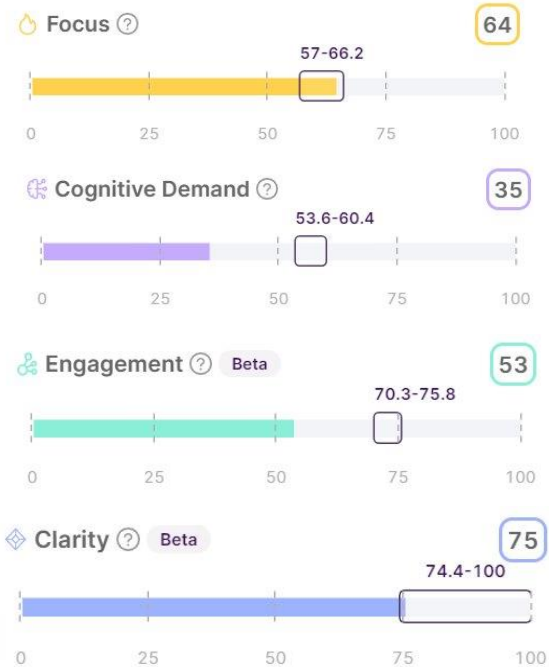 Focus ? 64
57-66.2
0 25 50 75 100
Cognitive Demand ? 35
53.6-60.4
0 25 50 75 100
Engagement ? Beta 53
70.3-75.8
0 25 50 75 100
Clarity ? Beta 75
74.4-100
0 25 50 75 100